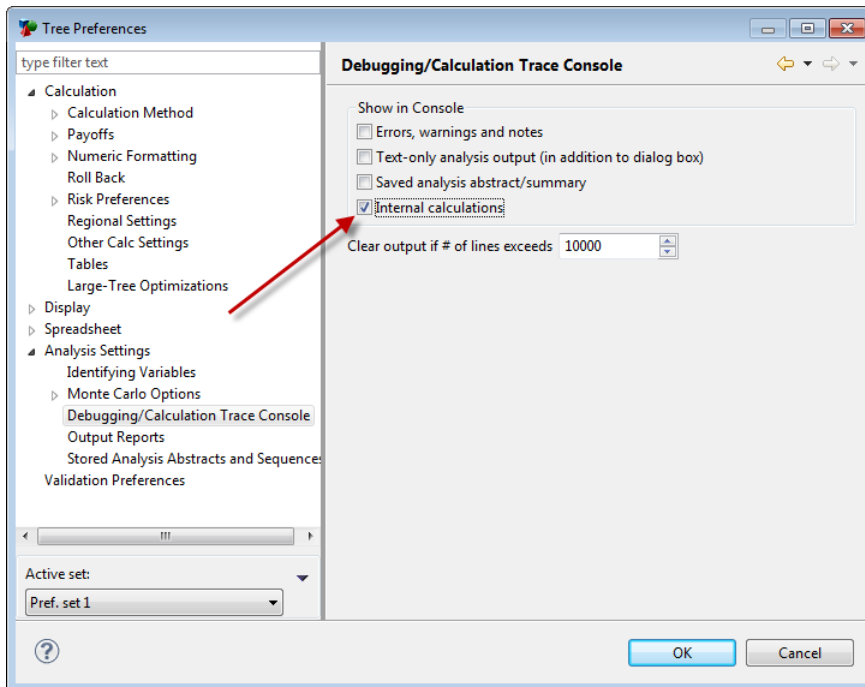 Tree Preferences
type filter text
Calculation
Calculation Method
Payoffs
Numeric Formatting
Roll Back
Risk Preferences
Regional Settings
Other Calc Settings
Tables
Large-Tree Optimizations
Display
Spreadsheet
Analysis Settings
Identifying Variables
Monte Carlo Options
Debugging/Calculation Trace Console
Output Reports
Stored Analysis Abstracts and Sequences
Validation Preferences
Active set:
Pref. set 1
Debugging/Calculation Trace Console
Show in Console
Errors, warnings and notes
Text-only analysis output (in addition to dialog box)
Saved analysis abstract/summary
Internal calculations
Clear output if # of lines exceeds 10000
?
OK Cancel